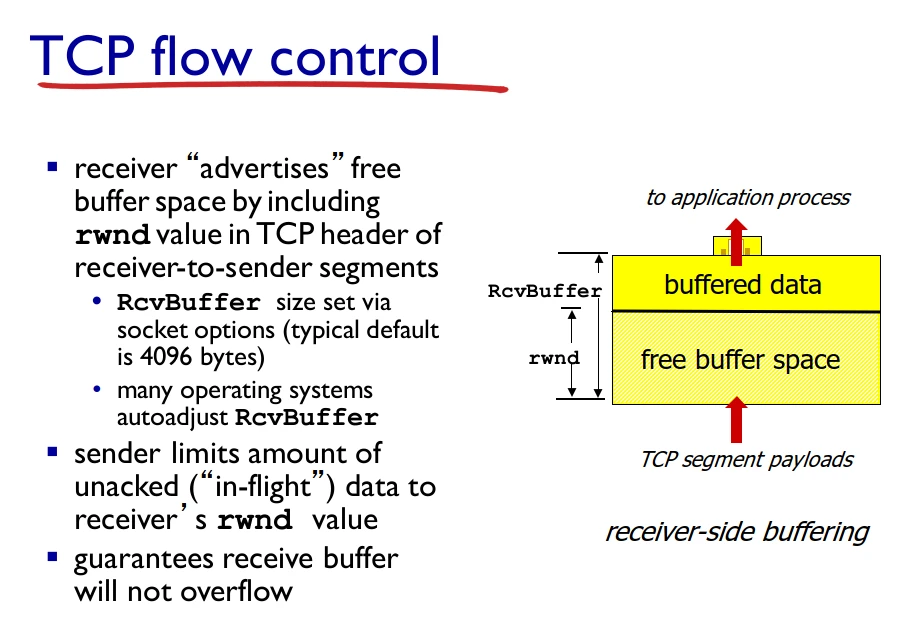 TCP flow control
▪ receiver “advertises” free
buffer space by including
rwnd value in TCP header of
receiver-to-sender segments
• RcvBuffer size set via
socket options (typical default
is 4096 bytes)
• many operating systems
autoadjust RcvBuffer
▪ sender limits amount of
unacked (“in-flight”) data to
receiver’s rwnd value
▪ guarantees receive buffer
will not overflow
to application process
RcvBuffer
buffered data
rwnd
free buffer space
TCP segment payloads
receiver-side buffering